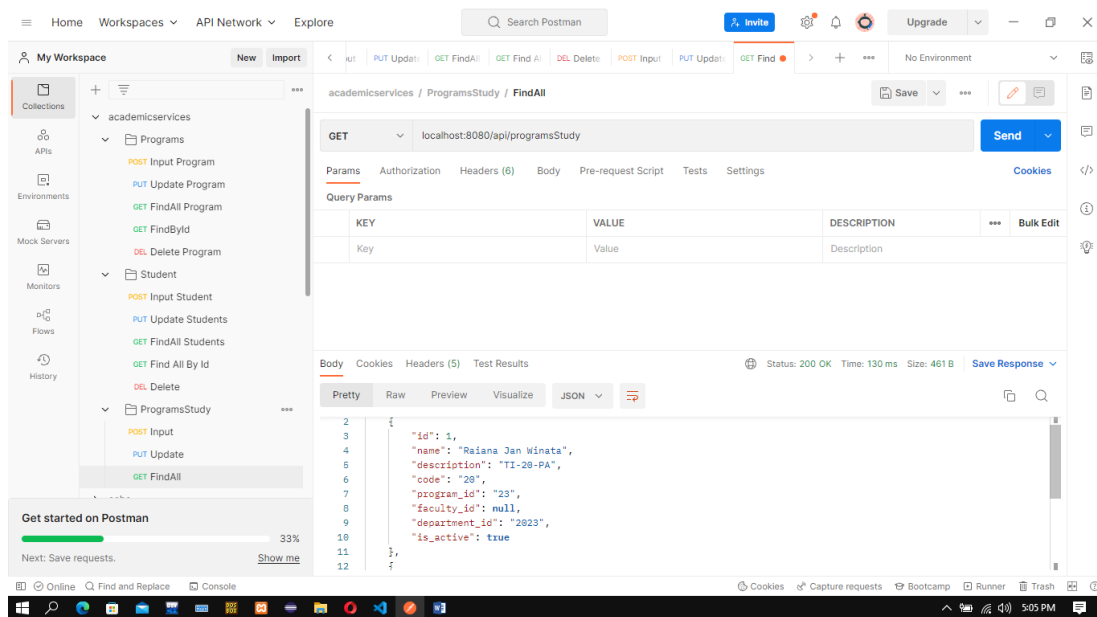 Home Workspaces API Network Explore Search Postman Invite Upgrade
My Workspace New Import
PUT Update GET FindAll GET Find Al DEL Delete POST Input PUT Update GET Find No Environment
Collections
APIs
Environments
Mock Servers
Monitors
Flows
History
academicservices
Programs
POST Input Program
PUT Update Program
GET FindAll Program
GET FindById
DEL Delete Program
Student
POST Input Student
PUT Update Students
GET FindAll Students
GET Find All By Id
DEL Delete
ProgramsStudy
POST Input
PUT Update
GET FindAll
Get started on Postman
33%
Next: Save requests. Show me
academicservices / ProgramsStudy / FindAll Save
GET localhost:8080/api/programsStudy Send
Params Authorization Headers (6) Body Pre-request Script Tests Settings Cookies
Query Params
KEY VALUE DESCRIPTION Bulk Edit
Key Value Description
Body Cookies Headers (5) Test Results Status: 200 OK Time: 130 ms Size: 461 B Save Response
Pretty Raw Preview Visualize JSON
2 {
3 "id": 1,
4 "name": "Raiana Jan Winata",
5 "description": "TI-20-PA",
6 "code": "20",
7 "program_id": "23",
8 "faculty_id": null,
9 "department_id": "2023",
10 "is_active": true
11 },
12 {
Online Find and Replace Console Cookies Capture requests Bootcamp Runner Trash
5:05 PM